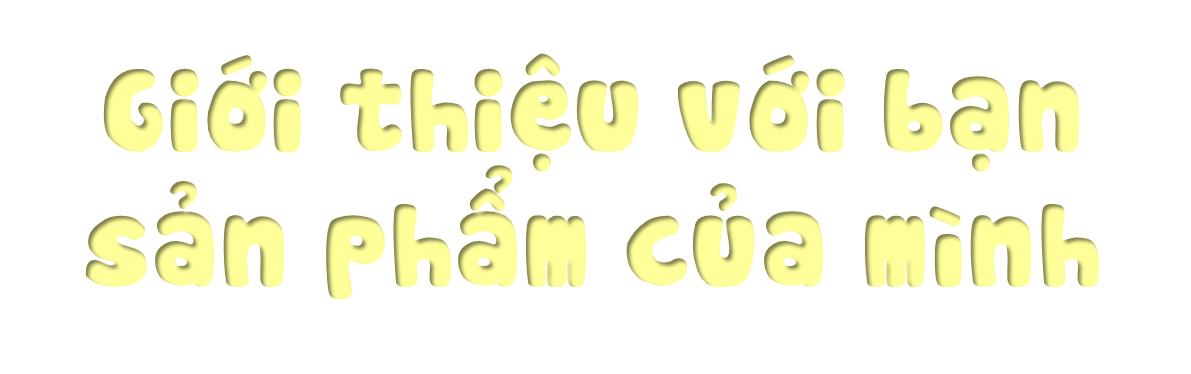 Giới thiệu với bạn
sản phẩm của mình